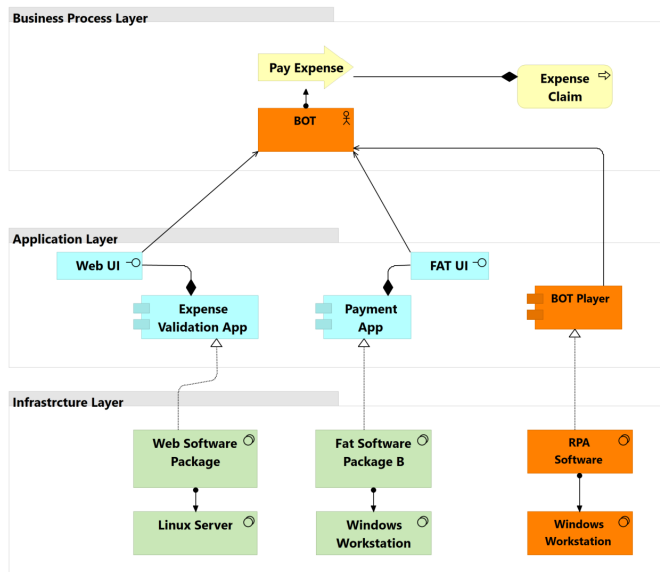 Business Process Layer
Pay Expense
Expense
Claim
BOT
Application Layer
Web UI
FAT UI
Expense
Validation App
Payment
App
BOT Player
Infrastrcture Layer
Web Software
Package
Fat Software
Package B
RPA
Software
Linux Server
Windows
Workstation
Windows
Workstation